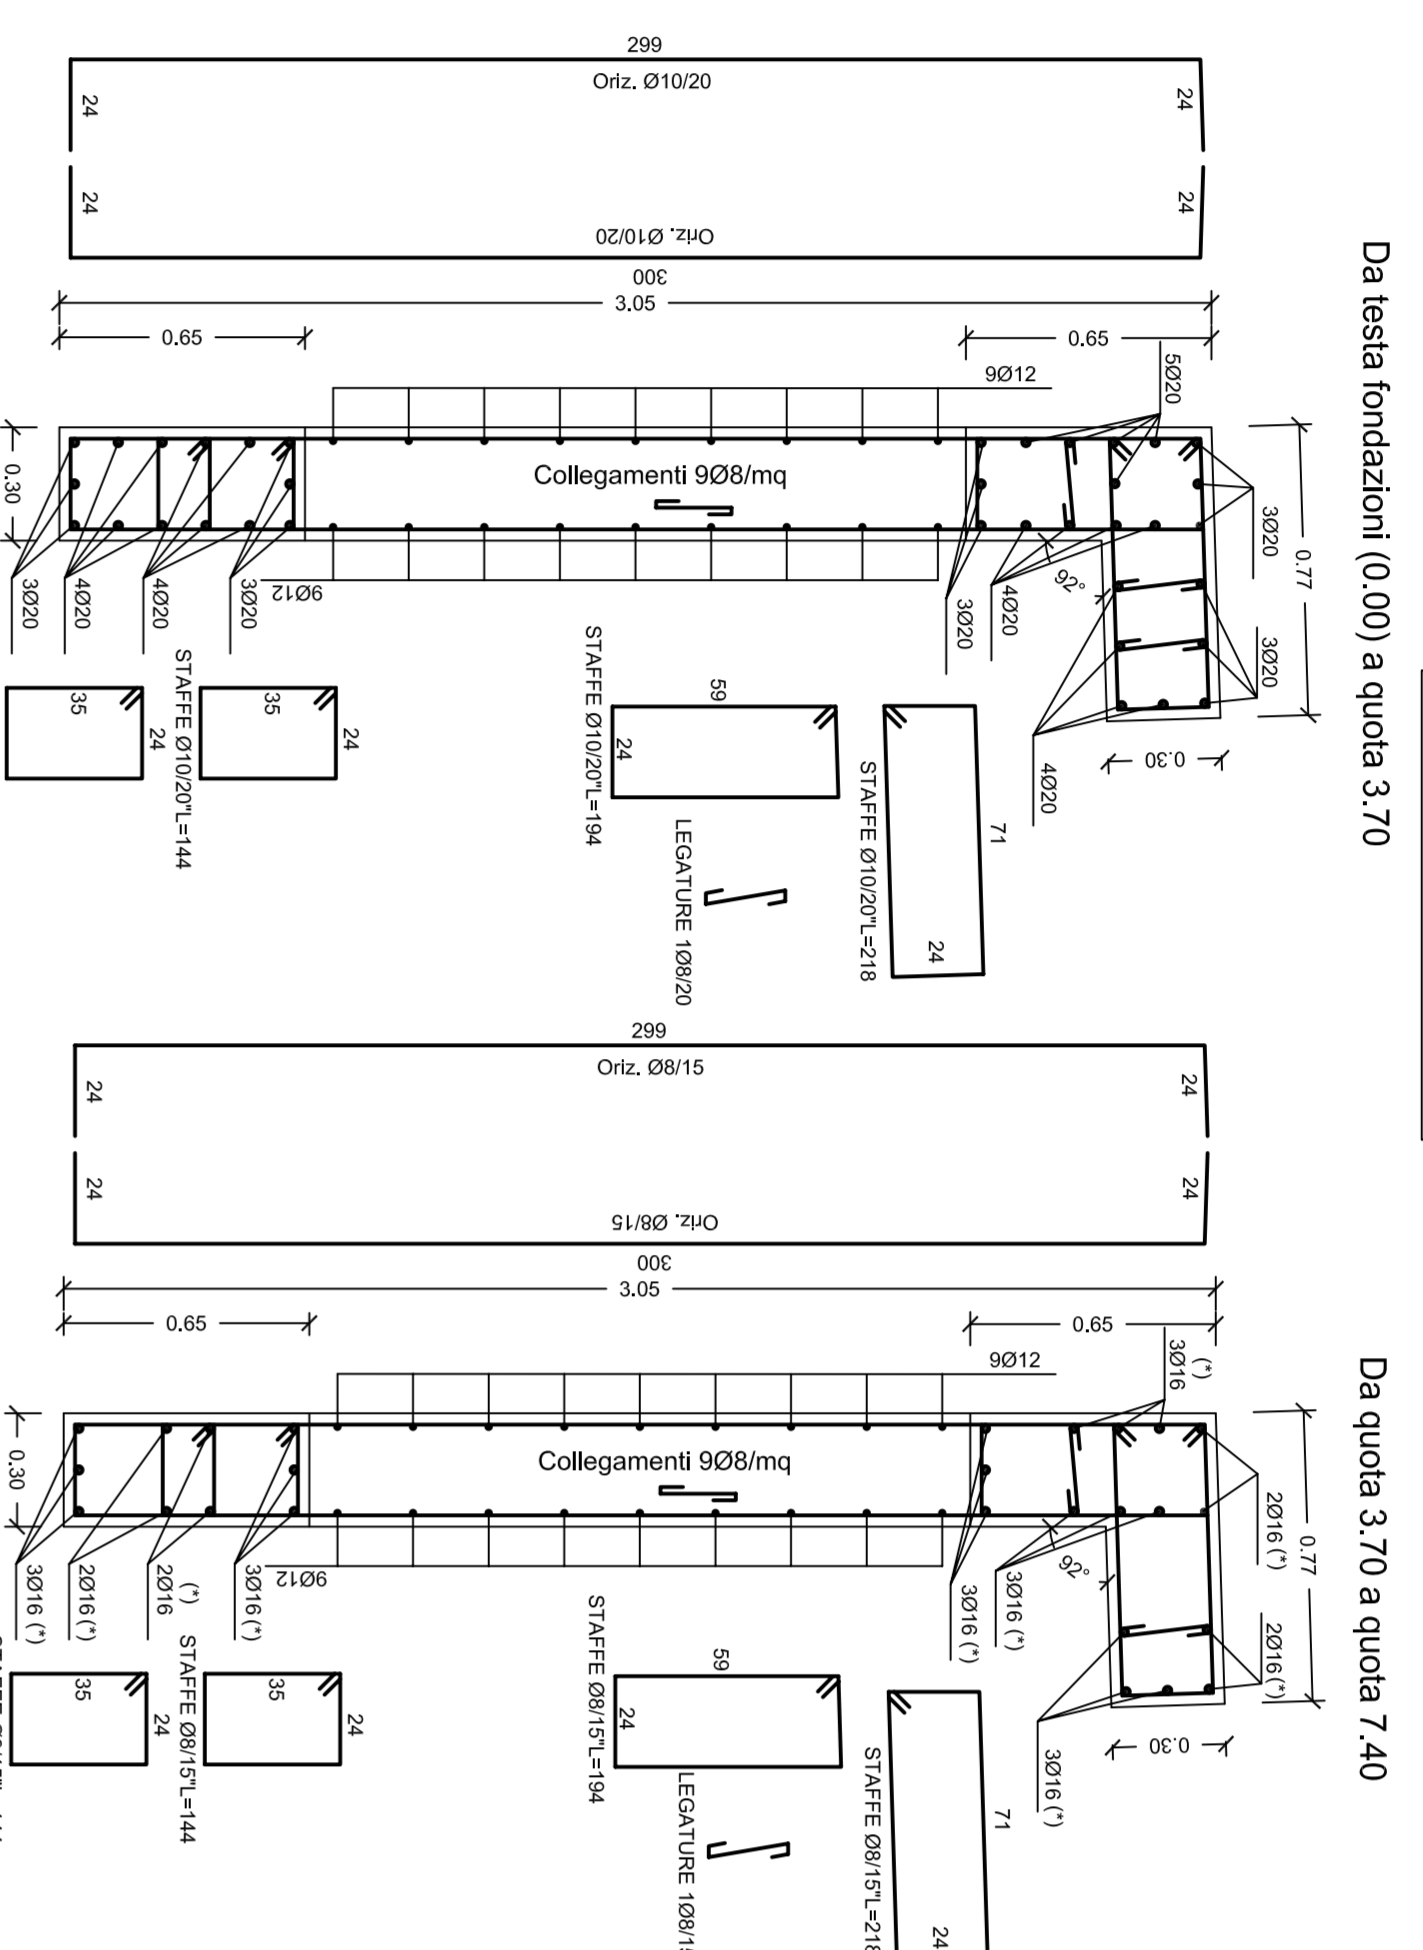 Da testa fondazioni (0.00) a quota 3.70
299
Oriz. Ø10/20
24
24
24
24
Oriz. Ø10/20
300
3.05
0.65
0.65
9Ø12
5Ø20
0.30
Collegamenti 9Ø8/mq
3Ø20
0.77
92°
3Ø20
3Ø20
4Ø20
4Ø20
3Ø20
9Ø12
3Ø20
4Ø20
0.30
4Ø20
STAFFE Ø10/20"L=144
35
24
35
24
STAFFE Ø10/20"L=194
59
24
LEGATURE 1Ø8/20
STAFFE Ø10/20"L=218
71
24
Da quota 3.70 a quota 7.40
299
Oriz. Ø8/15
24
24
24
24
Oriz. Ø8/15
300
3.05
0.65
0.65
9Ø12
(*)
3Ø16
0.30
Collegamenti 9Ø8/mq
2Ø16 (*)
0.77
92°
2Ø16 (*)
3Ø16 (*)
2Ø16 (*)
(*)
2Ø16
3Ø16 (*)
9Ø12
3Ø16 (*)
3Ø16 (*)
0.30
3Ø16 (*)
STAFFE Ø8/15"L=144
35
24
35
24
STAFFE Ø8/15"L=194
59
24
LEGATURE 1Ø8/15
STAFFE Ø8/15"L=218
71
24